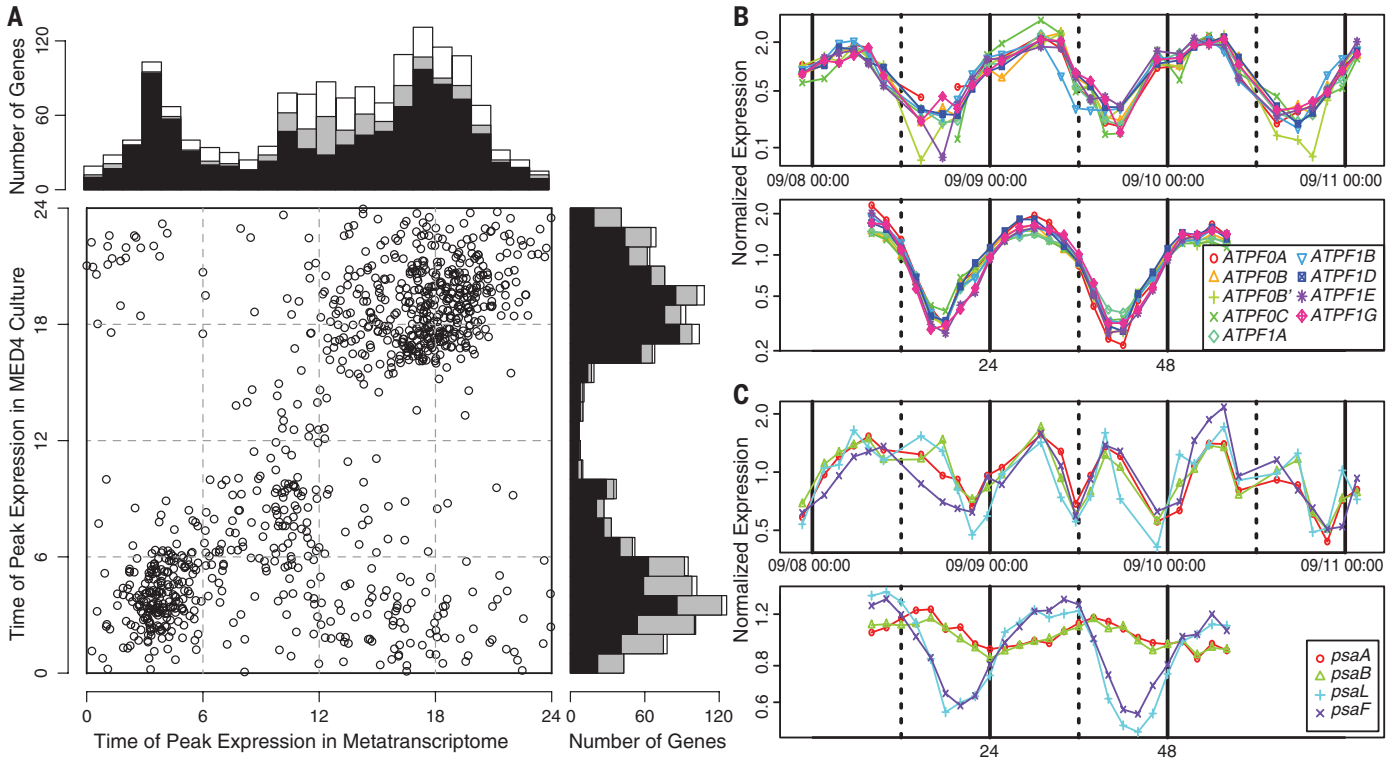 A
Number of Genes
120
60
0
Time of Peak Expression in MED4 Culture
24
18
12
6
0
0 6 12 18 24
Time of Peak Expression in Metatranscriptome
0 60 120
Number of Genes
B
Normalized Expression
2.0
0.5
0.1
09/08 00:00 09/09 00:00 09/10 00:00 09/11 00:00
2.0
1.0
0.5
0.2
24 48
ATPF0A
ATPF0B
ATPF0B'
ATPF0C
ATPF1A
ATPF1B
ATPF1D
ATPF1E
ATPF1G
C
Normalized Expression
2.0
1.0
0.5
09/08 00:00 09/09 00:00 09/10 00:00 09/11 00:00
1.2
0.8
0.6
24 48
psaA
psaB
psaL
psaF